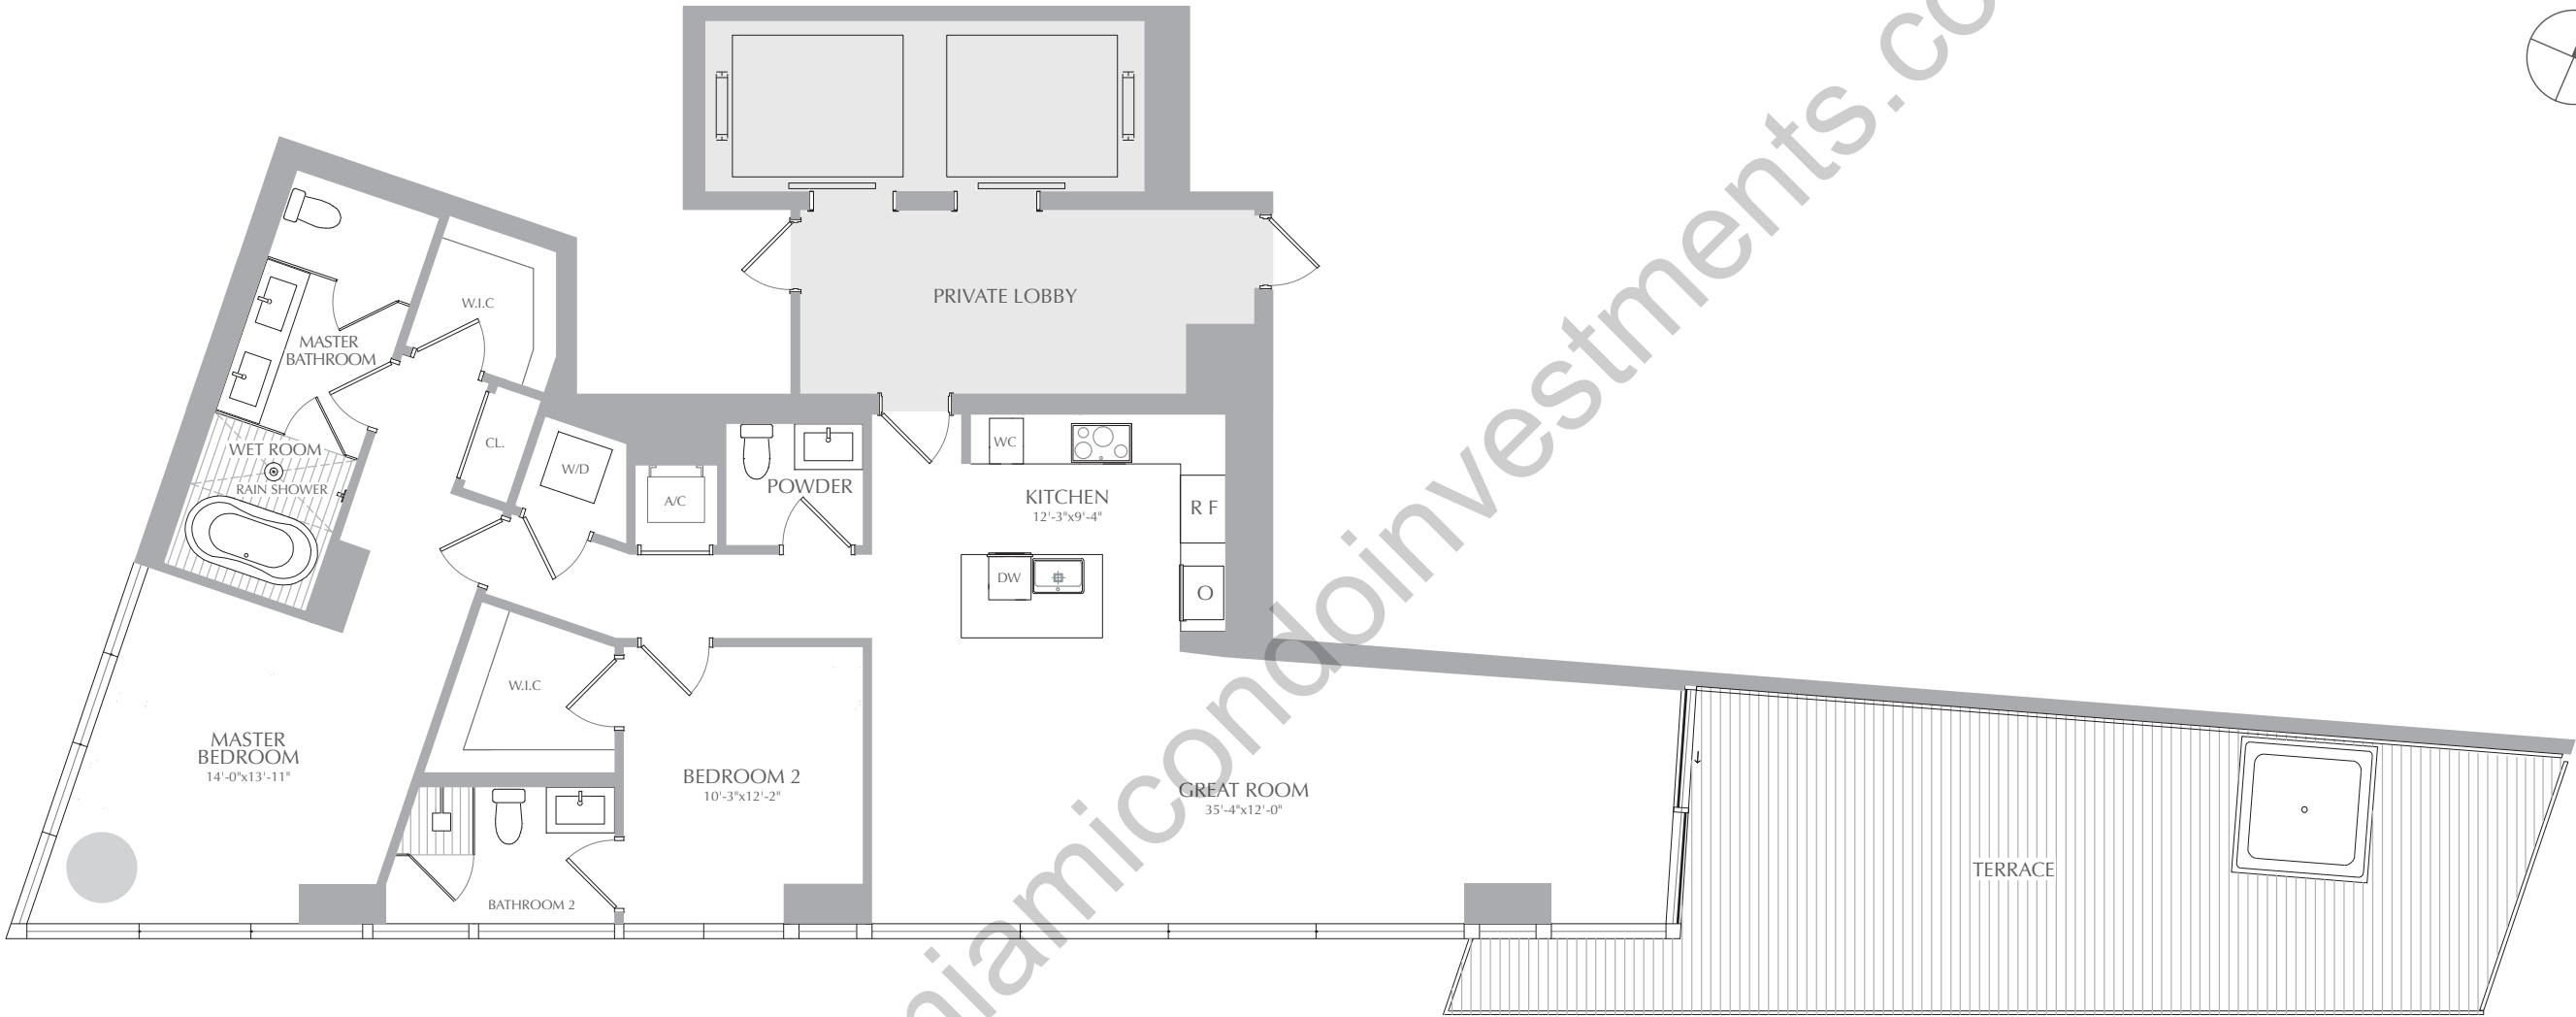 PRIVATE LOBBY
W.I.C
MASTER
BATHROOM
CL.
WET ROOM
RAIN SHOWER
W/D
A/C
POWDER
WC
KITCHEN
12'-3"x9'-4"
R F
DW
O
W.I.C
MASTER
BEDROOM
14'-0"x13'-11"
BEDROOM 2
10'-3"x12'-2"
GREAT ROOM
35'-4"x12'-0"
TERRACE
BATHROOM 2
miamicondoinvestments.co